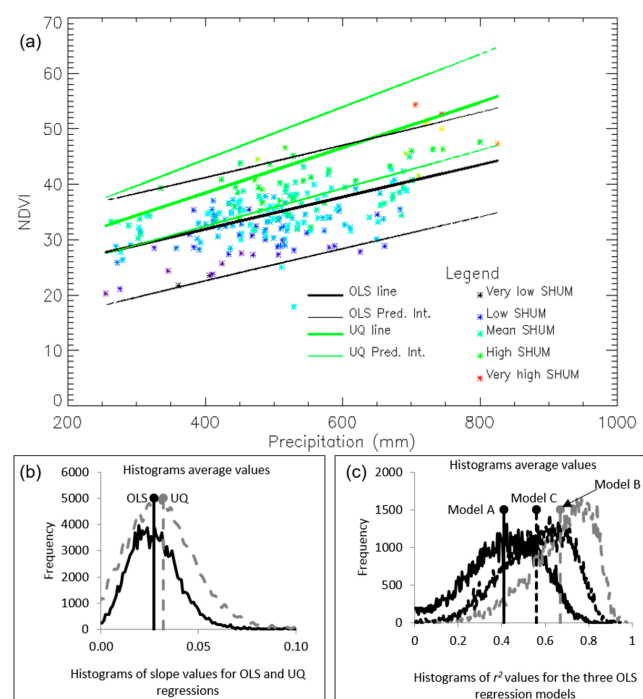 (a)
70
60
50
40
30
20
10
0
NDVI
200
400
600
800
1000
Precipitation (mm)
Legend
OLS line
OLS Pred. Int.
UQ line
UQ Pred. Int.
Very low SHUM
Low SHUM
Mean SHUM
High SHUM
Very high SHUM
(b)
Histograms average values
6000
5000
4000
3000
2000
1000
0
Frequency
OLS
UQ
0.00
0.05
0.10
Histograms of slope values for OLS and UQ
regressions
(c)
Histograms average values
2000
1500
1000
500
0
Frequency
Model A
Model C
Model B
0
0.2
0.4
0.6
0.8
1
Histograms of r² values for the three OLS
regression models